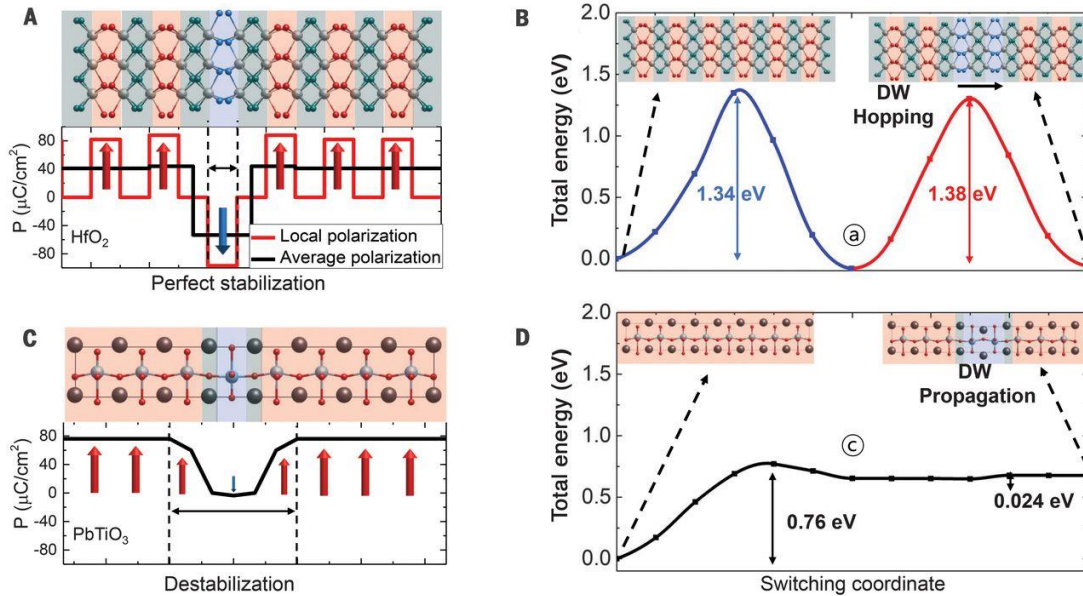 A
P (μC/cm²)
80
40
0
-40
-80
HfO₂
Local polarization
Average polarization
Perfect stabilization
B
Total energy (eV)
2.0
1.5
1.0
0.5
0.0
1.34 eV
a
DW
Hopping
Total energy (eV)
1.38 eV
C
P (μC/cm²)
80
40
0
-40
-80
PbTiO₃
Destabilization
D
Total energy (eV)
2.0
1.5
1.0
0.5
0.0
DW
Propagation
c
0.76 eV
0.024 eV
Switching coordinate